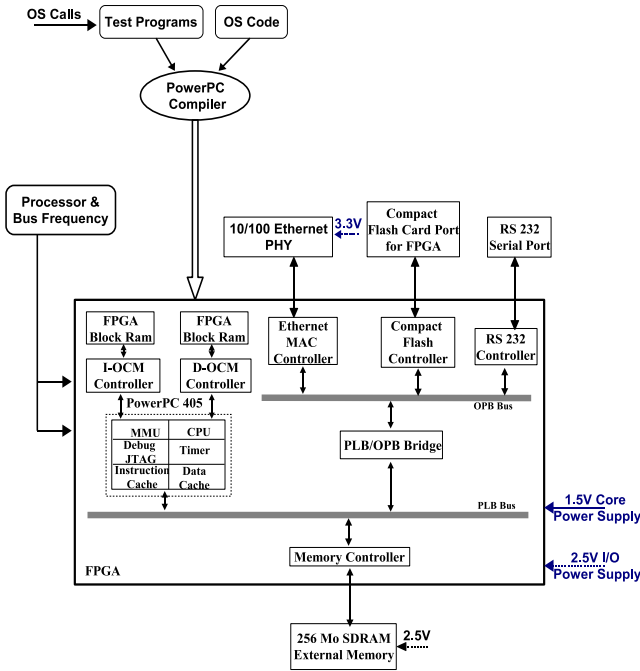 OS Calls
Test Programs
OS Code
PowerPC
Compiler
Processor &
Bus Frequency
10/100 Ethernet
PHY
3.3V
Compact
Flash Card Port
for FPGA
RS 232
Serial Port
FPGA
Block Ram
FPGA
Block Ram
Ethernet
MAC
Controller
Compact
Flash
Controller
RS 232
Controller
I-OCM
Controller
D-OCM
Controller
PowerPC 405
OPB Bus
MMU
CPU
Debug
JTAG
Timer
Instruction
Cache
Data
Cache
PLB/OPB Bridge
PLB Bus
1.5V Core
Power Supply
Memory Controller
FPGA
2.5V I/O
Power Supply
256 Mo SDRAM
External Memory
2.5V